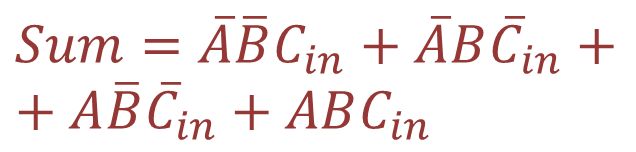 Sum = A̅B̅C_in + A̅BC̅_in +
+ AB̅C̅_in + ABC_in